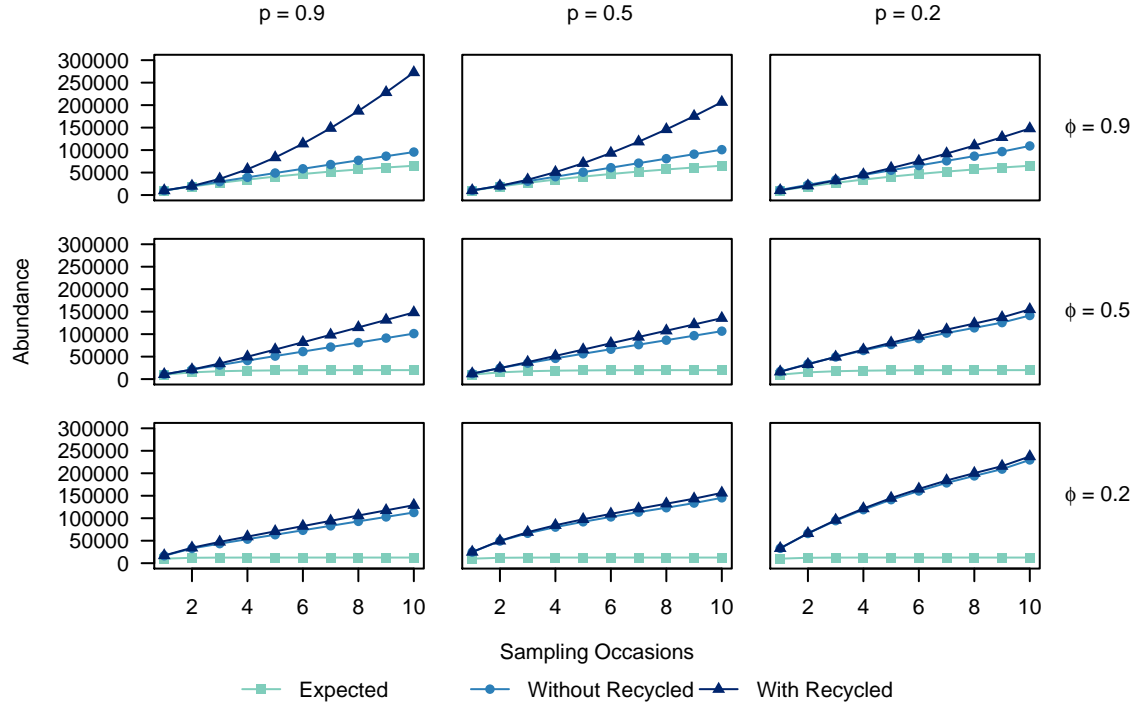 p = 0.9 p = 0.5 p = 0.2
300000
250000
200000
150000
100000
50000
0
ϕ = 0.9
300000
250000
200000
150000
100000
50000
0
ϕ = 0.5
Abundance
300000
250000
200000
150000
100000
50000
0
ϕ = 0.2
2 4 6 8 10 2 4 6 8 10 2 4 6 8 10
Sampling Occasions
Expected Without Recycled With Recycled